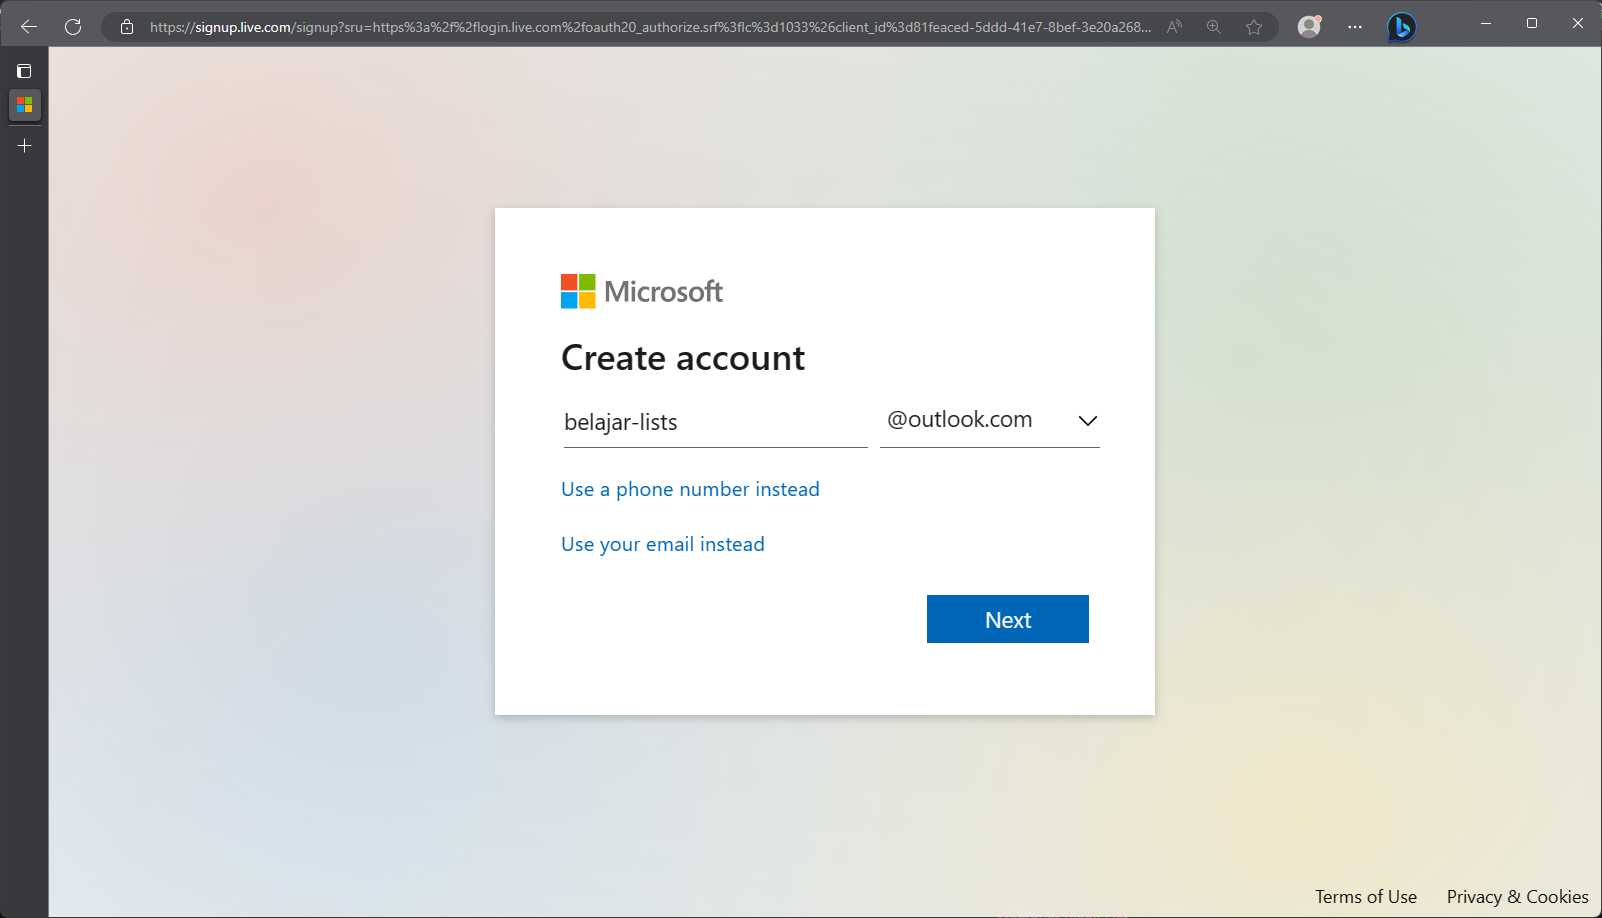 https://signup.live.com/signup?sru=https%3a%2f%2flogin.live.com%2foauth20_authorize.srf%3flc%3d1033%26client_id%3d81feaced-5ddd-41e7-8bef-3e20a268...
Microsoft
Create account
belajar-lists @outlook.com
Use a phone number instead
Use your email instead
Next
Terms of Use Privacy & Cookies